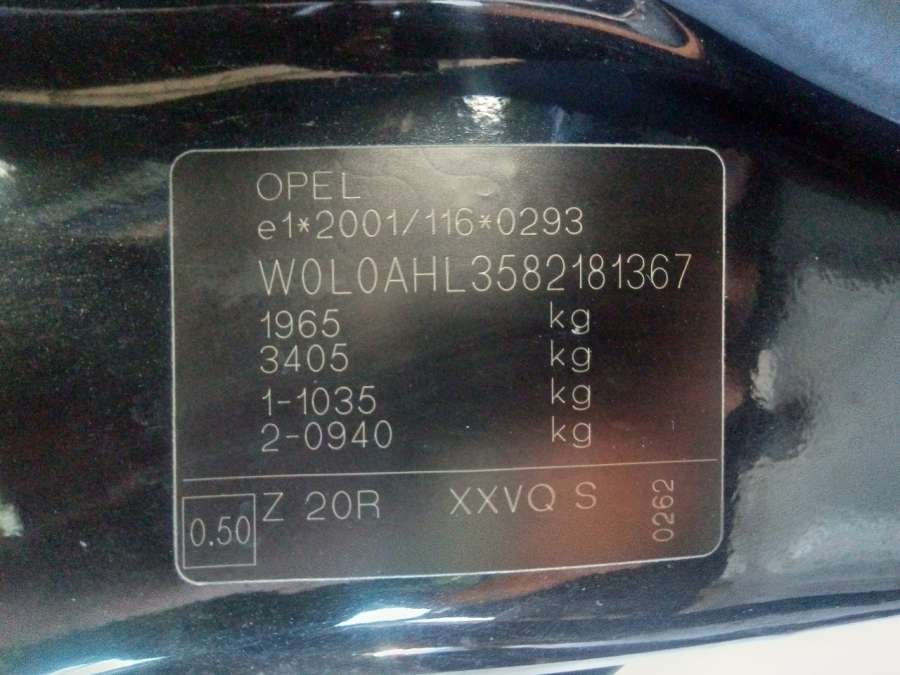 OPEL
e1*2001/116*0293
W0L0AHL3582181367
1965 kg
3405 kg
1-1035 kg
2-0940 kg
0.50 Z 20R XXVQ S 0262